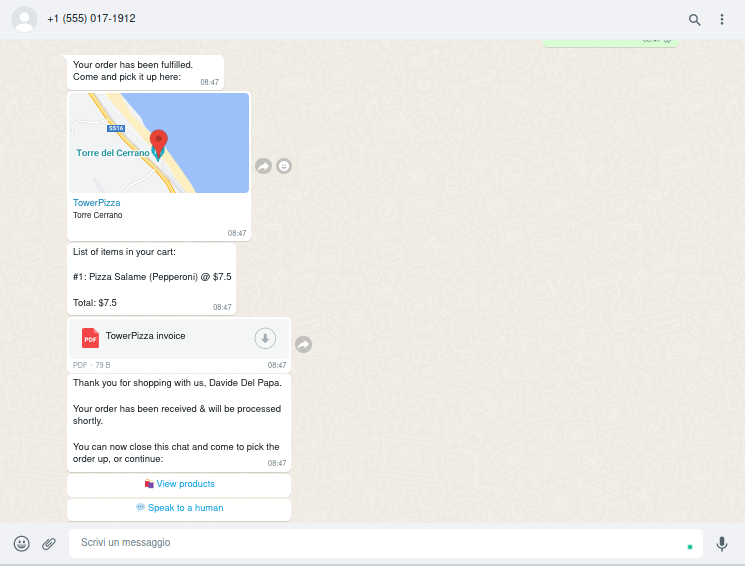 +1 (555) 017-1912
Your order has been fulfilled.
Come and pick it up here:
08:47
SS16
Torre del Cerrano
TowerPizza
Torre Cerrano
08:47
List of items in your cart:
#1: Pizza Salame (Pepperoni) @ $7.5
Total: $7.5
08:47
PDF
TowerPizza invoice
PDF • 79 B
08:47
Thank you for shopping with us, Davide Del Papa.
Your order has been received & will be processed
shortly.
You can now close this chat and come to pick the
order up, or continue:
08:47
View products
Speak to a human
Scrivi un messaggio